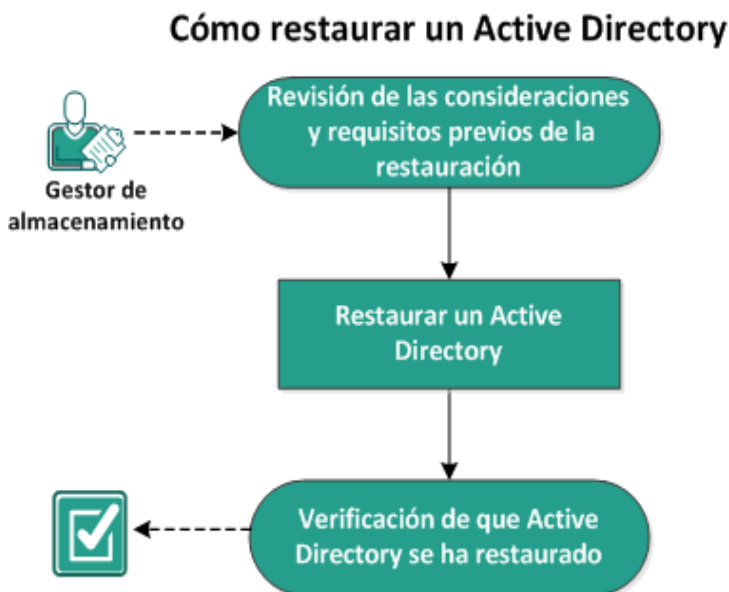 Cómo restaurar un Active Directory
Revisión de las consideraciones
y requisitos previos de la
restauración
Gestor de
almacenamiento
Restaurar un Active
Directory
Verificación de que Active
Directory se ha restaurado